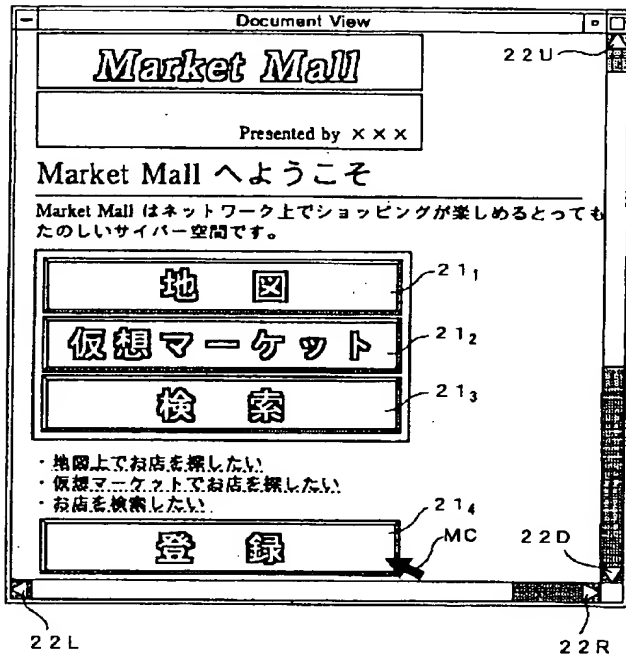 Document View
22U
Market Mall
Presented by ×××
Market Mall へようこそ
Market Mall はネットワーク上でショッピングが楽しめるとっても
たのしいサイバー空間です。
地 図
21₁
仮想マーケット
21₂
検 索
21₃
・地図上でお店を探したい
・仮想マーケットでお店を探したい
・お店を検索したい
21₄
登 録
MC
22D
22L
22R